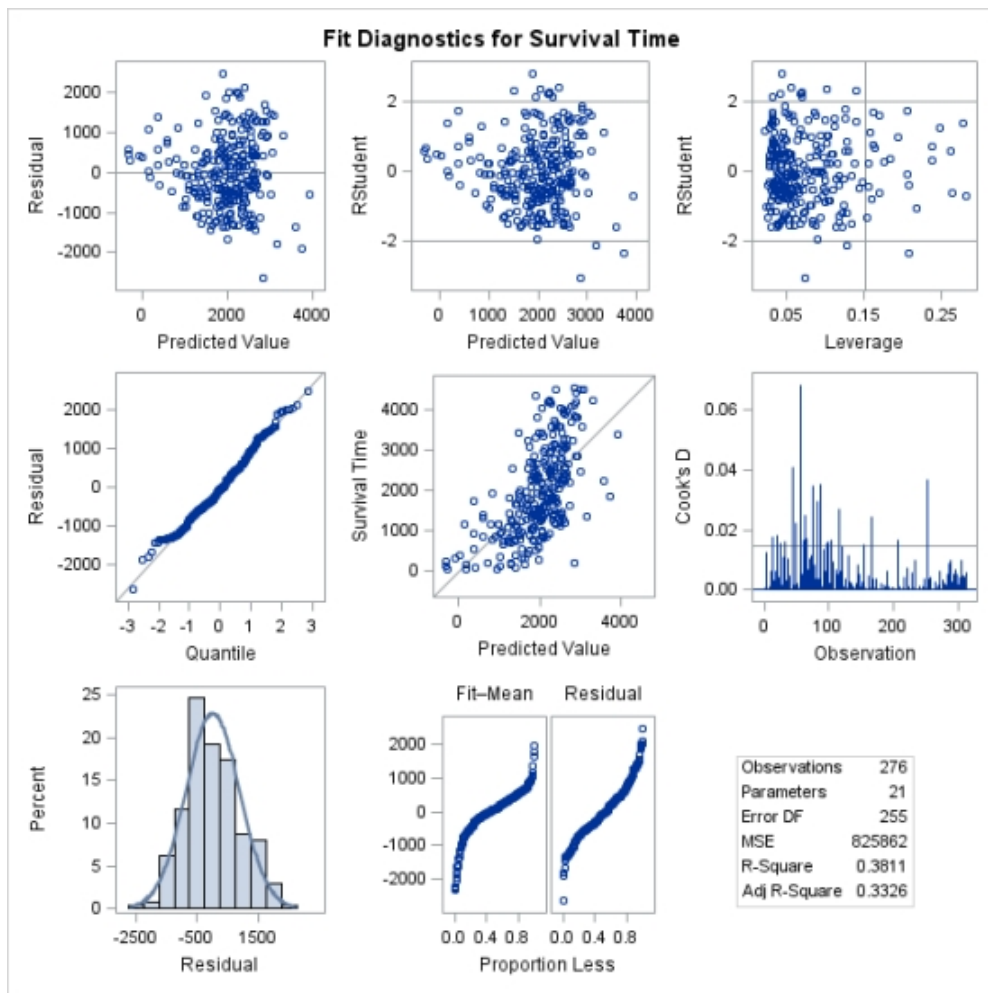 Fit Diagnostics for Survival Time
Residual
2000
1000
0
-1000
-2000
0 2000 4000
Predicted Value
RStudent
2
0
-2
0 1000 2000 3000 4000
Predicted Value
RStudent
2
0
-2
0.05 0.15 0.25
Leverage
Residual
2000
1000
0
-1000
-2000
-3 -2 -1 0 1 2 3
Quantile
Survival Time
4000
3000
2000
1000
0
0 2000 4000
Predicted Value
Cook's D
0.06
0.04
0.02
0.00
0 100 200 300
Observation
Percent
25
20
15
10
5
0
-2500 -500 1500
Residual
Fit–Mean Residual
2000
1000
0
-1000
-2000
0.0 0.4 0.8 0.0 0.4 0.8
Proportion Less
Observations 276
Parameters 21
Error DF 255
MSE 825862
R-Square 0.3811
Adj R-Square 0.3326